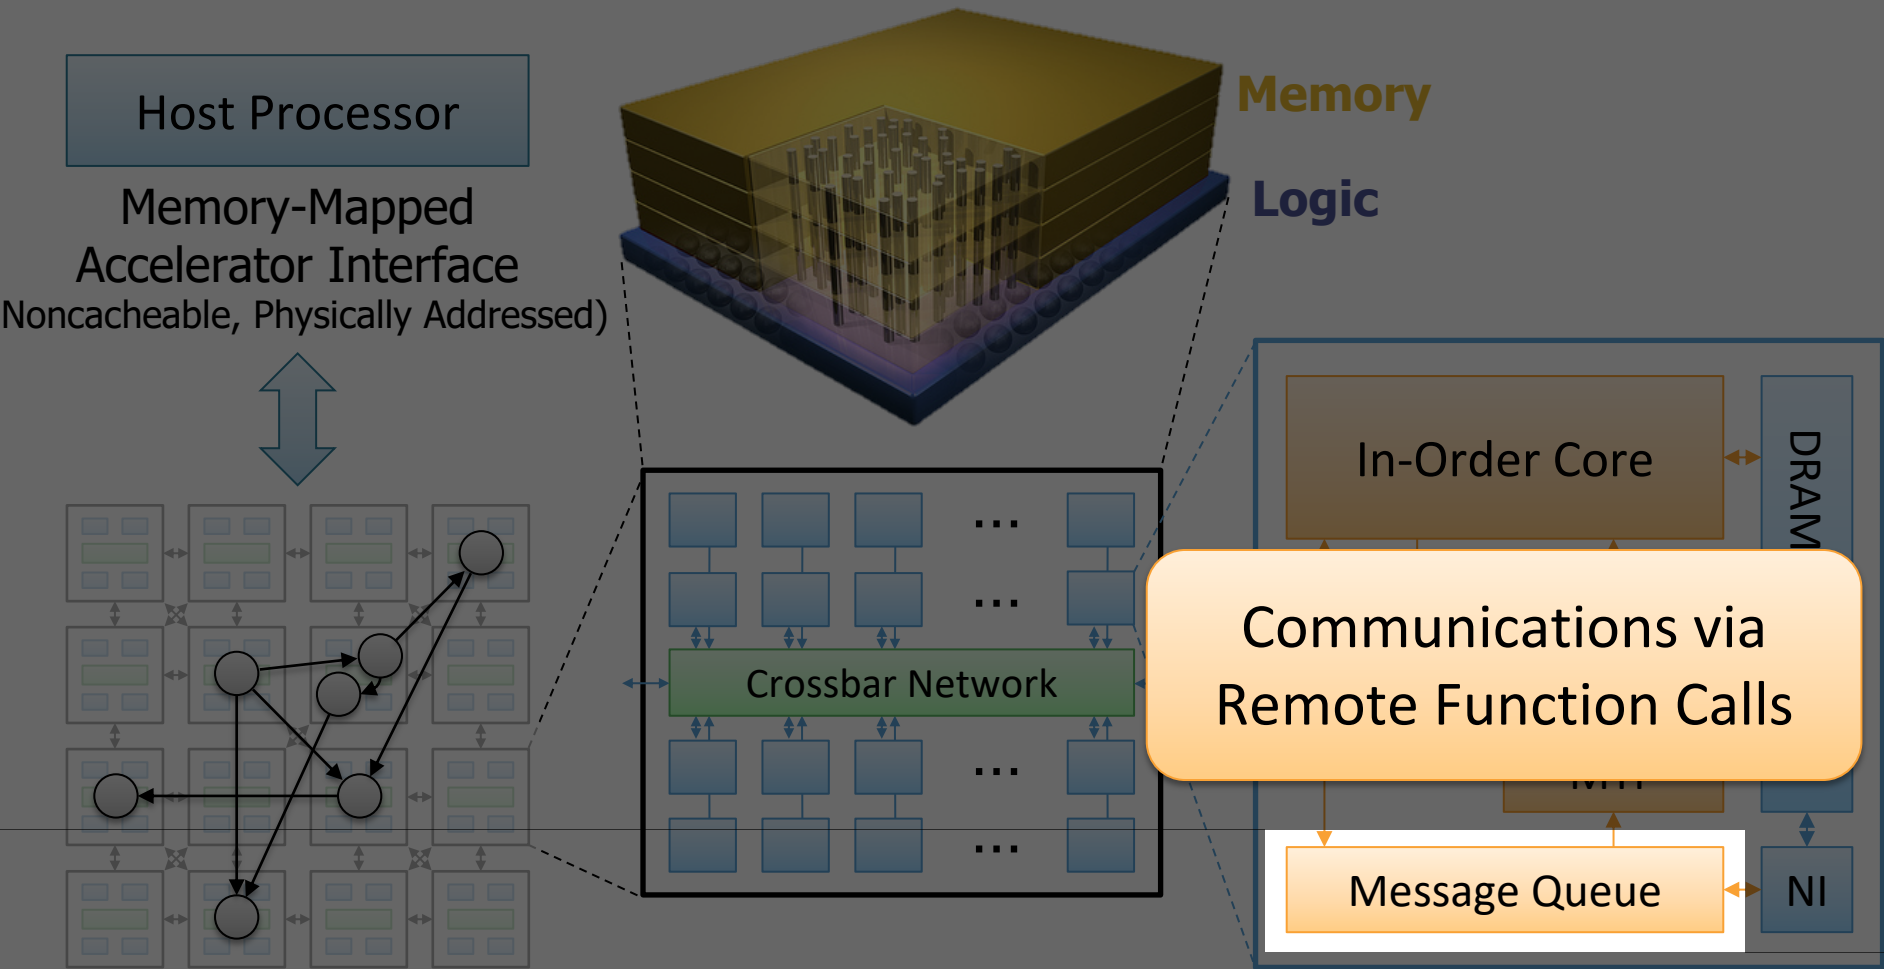 Host Processor
Memory-Mapped
Accelerator Interface
Noncacheable, Physically Addressed)
Memory
Logic
...
...
Crossbar Network
...
...
In-Order Core
DRAM
Communications via
Remote Function Calls
Message Queue
NI